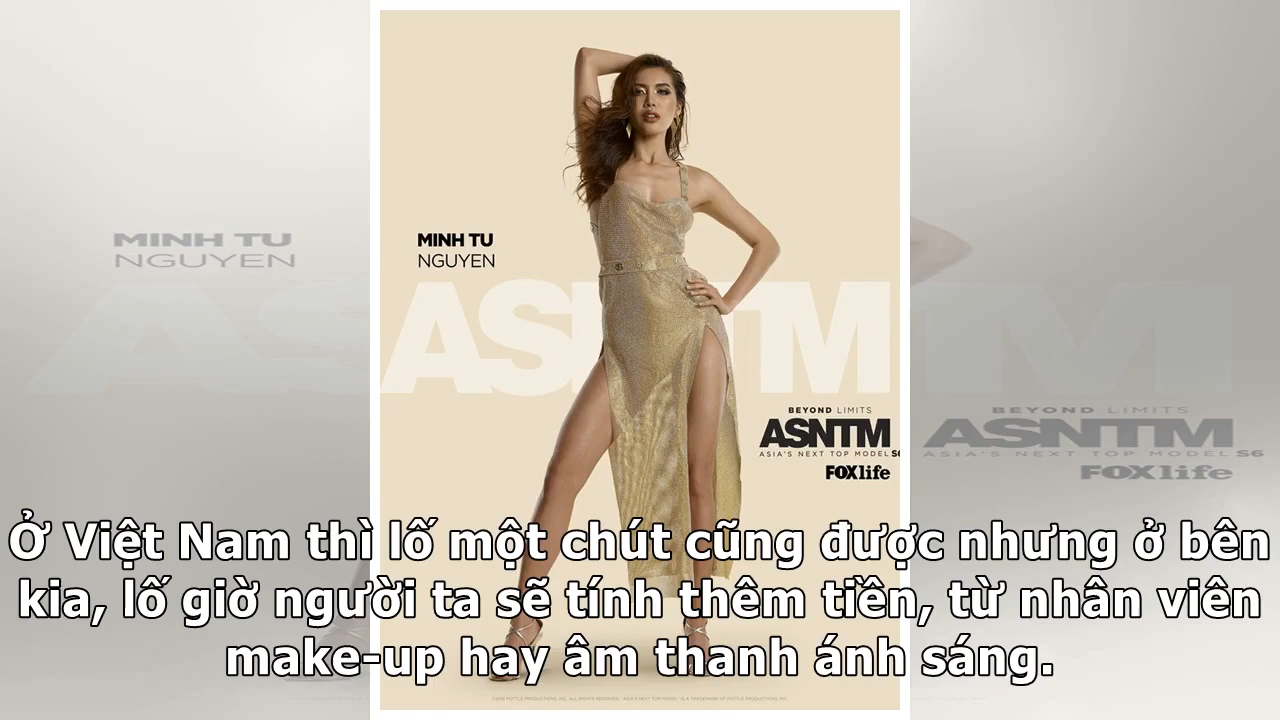 MINH TU
NGUYEN
MINH TU
NGUYEN
ASNTM
BEYOND LIMITS
ASNTM
ASIA'S NEXT TOP MODEL S6
FOXlife
BEYOND LIMITS
ASNTM
ASIA'S NEXT TOP MODEL S6
FOXlife
Ở Việt Nam thì lố một chút cũng được nhưng ở bên
kia, lố giờ người ta sẽ tính thêm tiền, từ nhân viên
make-up hay âm thanh ánh sáng.